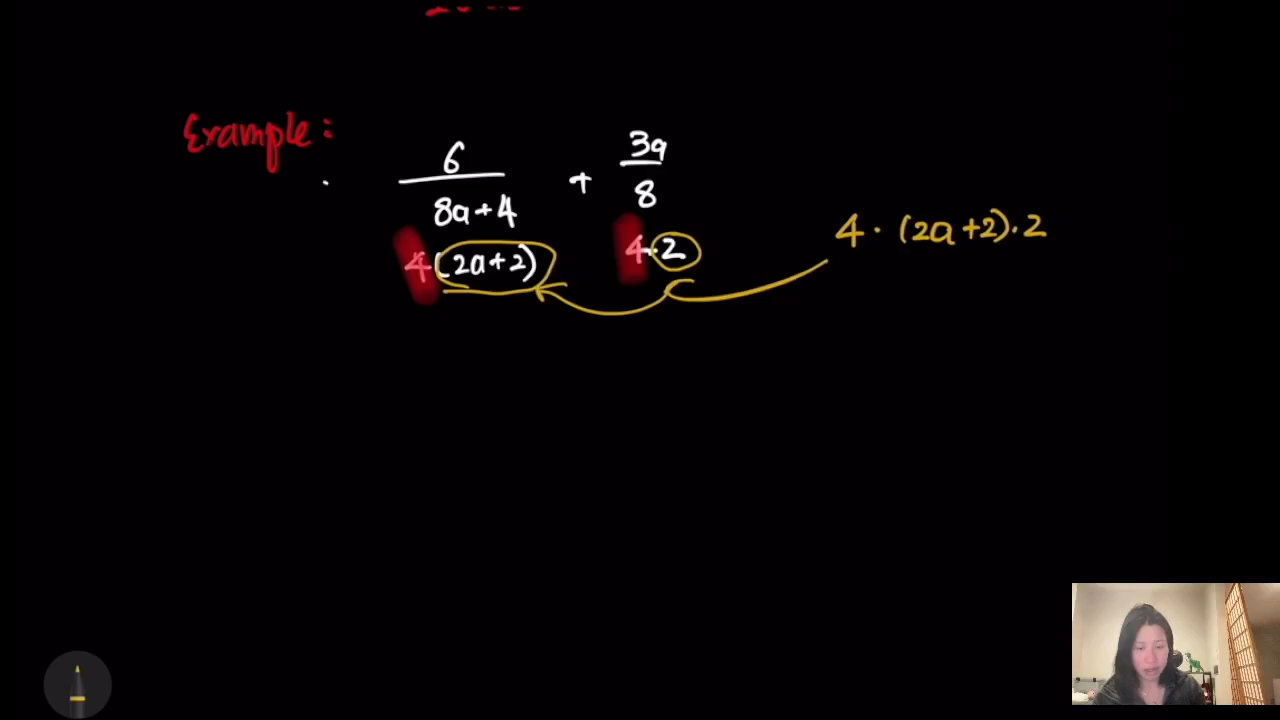 Example:
6 / 8a+4 + 3a / 8
4(2a+2) 4·2
4·(2a+2)·2